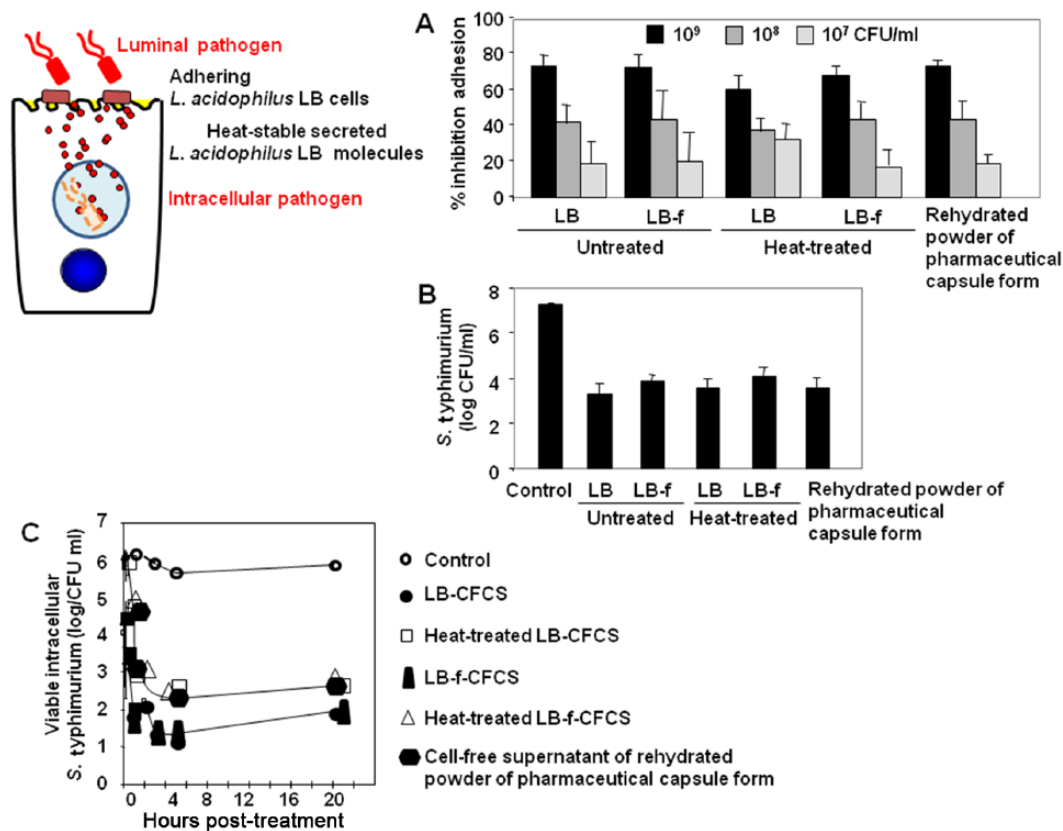 Luminal pathogen
Adhering
L. acidophilus LB cells
Heat-stable secreted
L. acidophilus LB molecules
Intracellular pathogen
A
% inhibition adhesion
100
80
60
40
20
0
10⁹ 10⁸ 10⁷ CFU/ml
LB LB-f LB LB-f Rehydrated
powder of
pharmaceutical
capsule form
Untreated Heat-treated
B
S. typhimurium
(log CFU/ml)
8
6
4
2
0
Control LB LB-f LB LB-f Rehydrated powder of
pharmaceutical
capsule form
Untreated Heat-treated
C
Viable intracellular
S. typhimurium (log/CFU ml)
7
6
5
4
3
2
1
0
0 4 8 12 16 20
Hours post-treatment
Control
LB-CFCS
Heat-treated LB-CFCS
LB-f-CFCS
Heat-treated LB-f-CFCS
Cell-free supernatant of rehydrated
powder of pharmaceutical capsule form